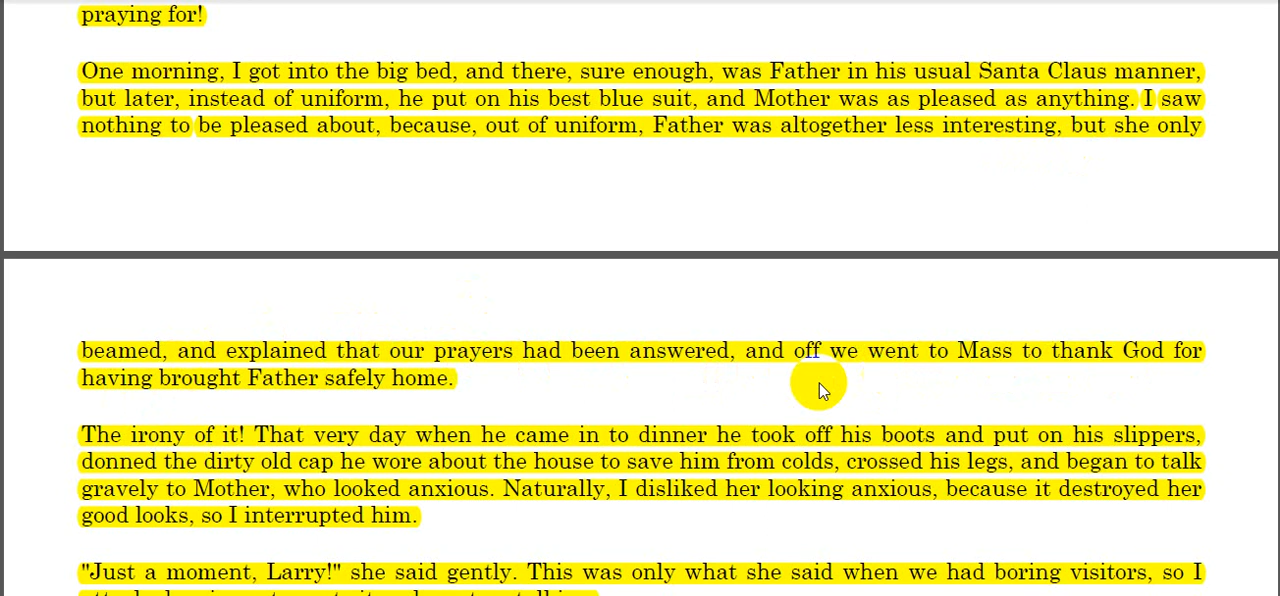 praying for!
One morning, I got into the big bed, and there, sure enough, was Father in his usual Santa Claus manner,
but later, instead of uniform, he put on his best blue suit, and Mother was as pleased as anything. I saw
nothing to be pleased about, because, out of uniform, Father was altogether less interesting, but she only
beamed, and explained that our prayers had been answered, and off we went to Mass to thank God for
having brought Father safely home.
The irony of it! That very day when he came in to dinner he took off his boots and put on his slippers,
donned the dirty old cap he wore about the house to save him from colds, crossed his legs, and began to talk
gravely to Mother, who looked anxious. Naturally, I disliked her looking anxious, because it destroyed her
good looks, so I interrupted him.
"Just a moment, Larry!" she said gently. This was only what she said when we had boring visitors, so I